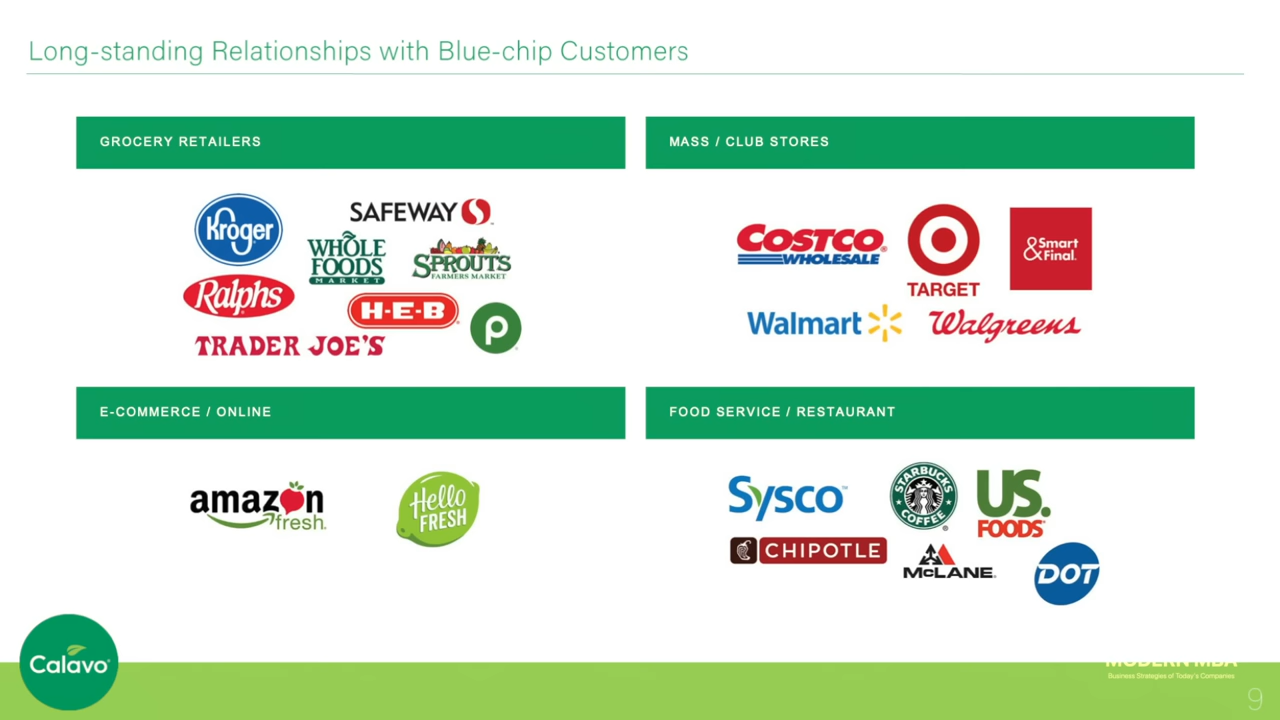 Long-standing Relationships with Blue-chip Customers
GROCERY RETAILERS
Kroger
SAFEWAY
WHOLE
FOODS
MARKET
SPROUTS
FARMERS MARKET
Ralphs
H-E-B
P
TRADER JOE'S
MASS / CLUB STORES
COSTCO
WHOLESALE
TARGET
&Smart
Final.
Walmart
Walgreens
E-COMMERCE / ONLINE
amazon
fresh
Hello
FRESH
FOOD SERVICE / RESTAURANT
Sysco
STARBUCKS
COFFEE
US.
FOODS
CHIPOTLE
McLANE
DOT
Calavo
MODERN MBA
Business Strategies of Today's Companies
9